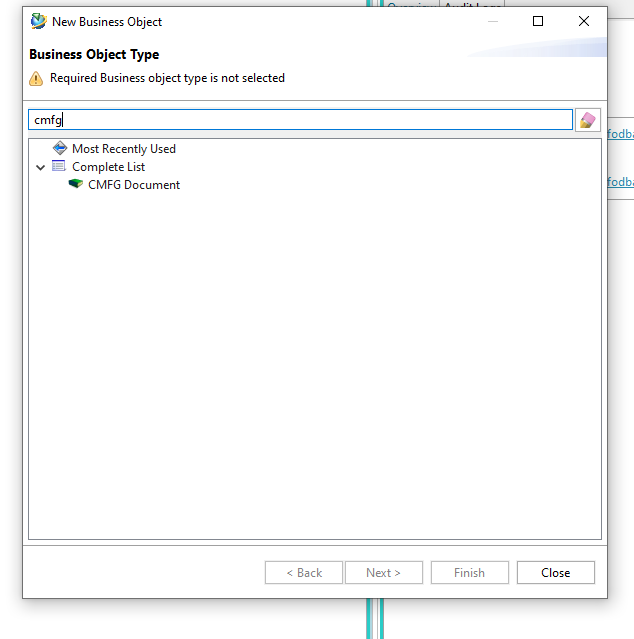 Overview Audit Logs
New Business Object
Business Object Type
Required Business object type is not selected
cmfg
Most Recently Used
Complete List
CMFG Document
fodba
fodba
< Back Next > Finish Close